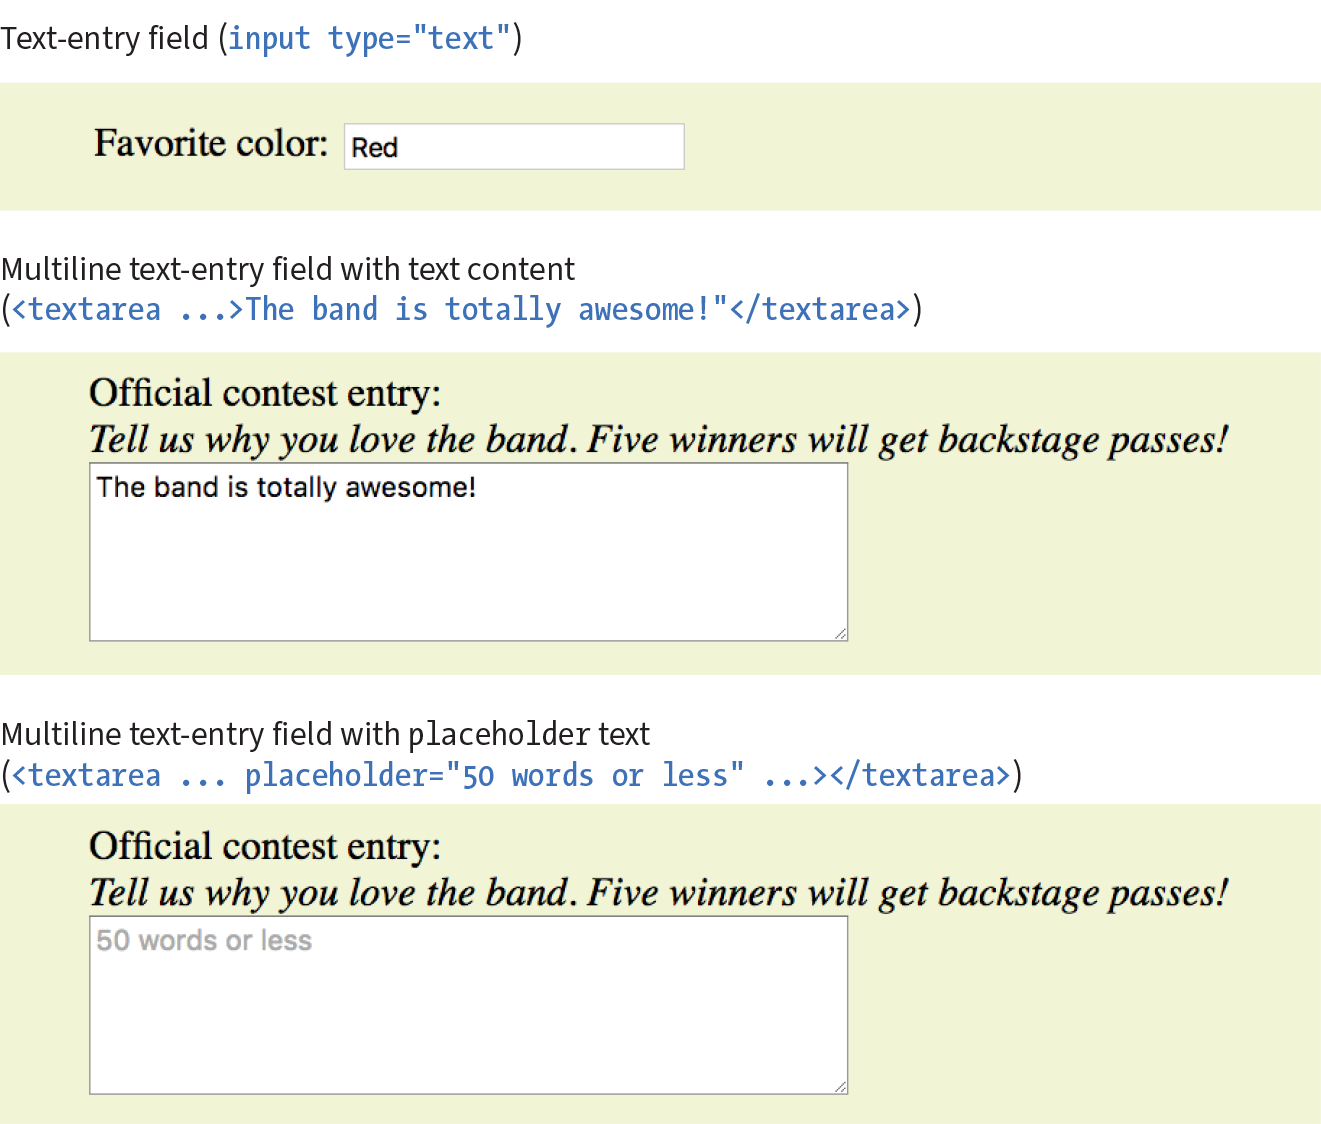 Text-entry field (input type="text")
Favorite color: Red
Multiline text-entry field with text content
(<textarea ...>The band is totally awesome!"</textarea>)
Official contest entry:
Tell us why you love the band. Five winners will get backstage passes!
The band is totally awesome!
Multiline text-entry field with placeholder text
(<textarea ... placeholder="50 words or less" ...></textarea>)
Official contest entry:
Tell us why you love the band. Five winners will get backstage passes!
50 words or less